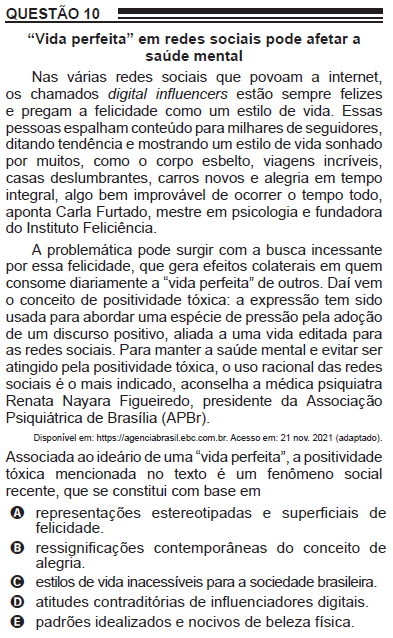 QUESTÃO 10
“Vida perfeita” em redes sociais pode afetar a
saúde mental
Nas várias redes sociais que povoam a internet,
os chamados digital influencers estão sempre felizes
e pregam a felicidade como um estilo de vida. Essas
pessoas espalham conteúdo para milhares de seguidores,
ditando tendência e mostrando um estilo de vida sonhado
por muitos, como o corpo esbelto, viagens incríveis,
casas deslumbrantes, carros novos e alegria em tempo
integral, algo bem improvável de ocorrer o tempo todo,
aponta Carla Furtado, mestre em psicologia e fundadora
do Instituto Feliciência.
A problemática pode surgir com a busca incessante
por essa felicidade, que gera efeitos colaterais em quem
consome diariamente a “vida perfeita” de outros. Daí vem
o conceito de positividade tóxica: a expressão tem sido
usada para abordar uma espécie de pressão pela adoção
de um discurso positivo, aliada a uma vida editada para
as redes sociais. Para manter a saúde mental e evitar ser
atingido pela positividade tóxica, o uso racional das redes
sociais é o mais indicado, aconselha a médica psiquiatra
Renata Nayara Figueiredo, presidente da Associação
Psiquiátrica de Brasília (APBr).
Disponível em: https://agenciabrasil.ebc.com.br. Acesso em: 21 nov. 2021 (adaptado).
Associada ao ideário de uma “vida perfeita”, a positividade
tóxica mencionada no texto é um fenômeno social
recente, que se constitui com base em
A representações estereotipadas e superficiais de
felicidade.
B ressignificações contemporâneas do conceito de
alegria.
C estilos de vida inacessíveis para a sociedade brasileira.
D atitudes contraditórias de influenciadores digitais.
E padrões idealizados e nocivos de beleza física.